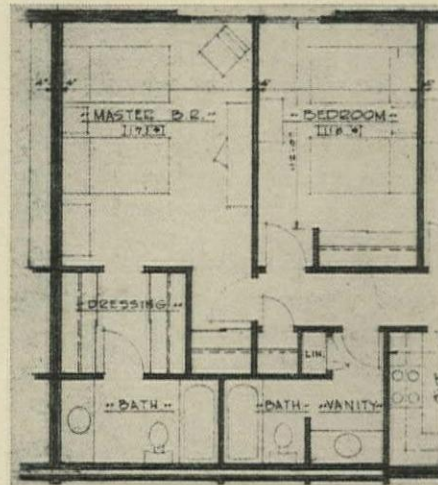 MASTER B.R.
BEDROOM
DRESSING
LIN.
BATH
BATH
VANITY